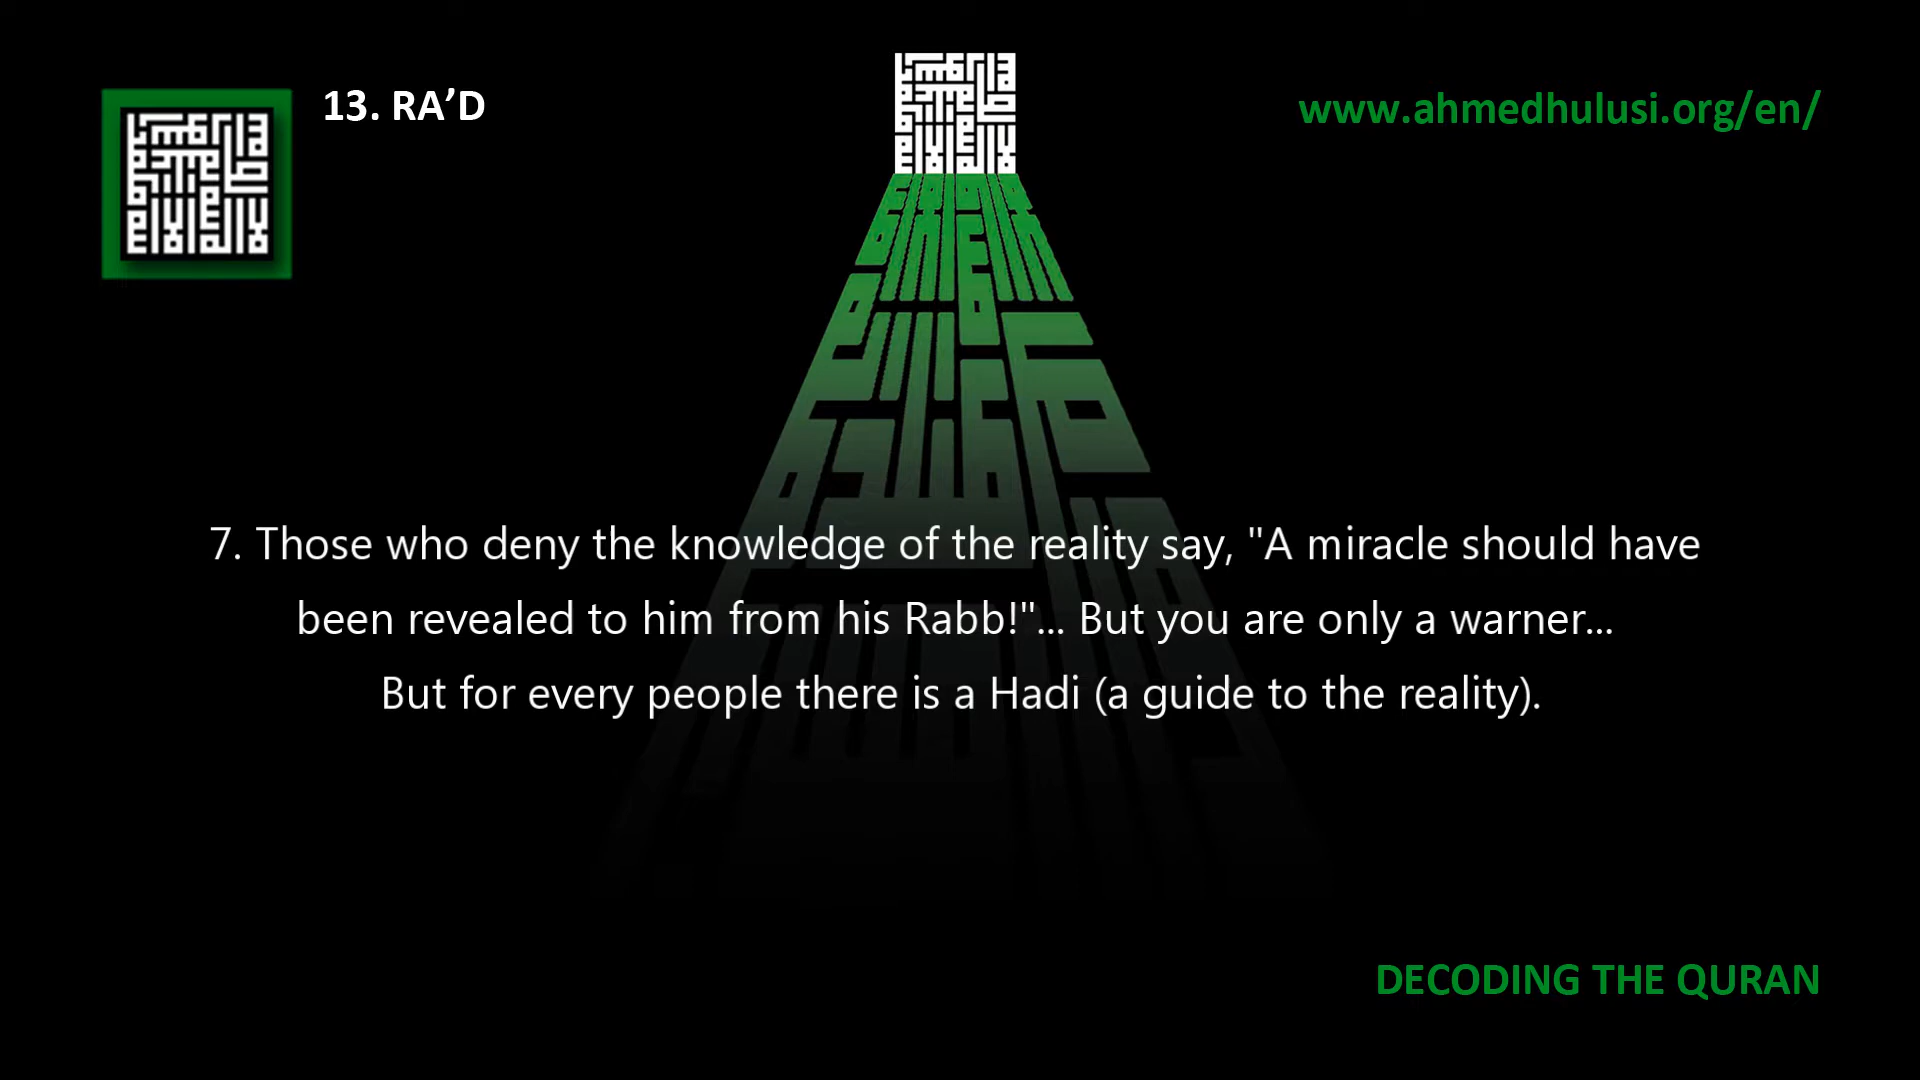 13. RA’D
www.ahmedhulusi.org/en/
7. Those who deny the knowledge of the reality say, "A miracle should have
been revealed to him from his Rabb!"... But you are only a warner...
But for every people there is a Hadi (a guide to the reality).
DECODING THE QURAN